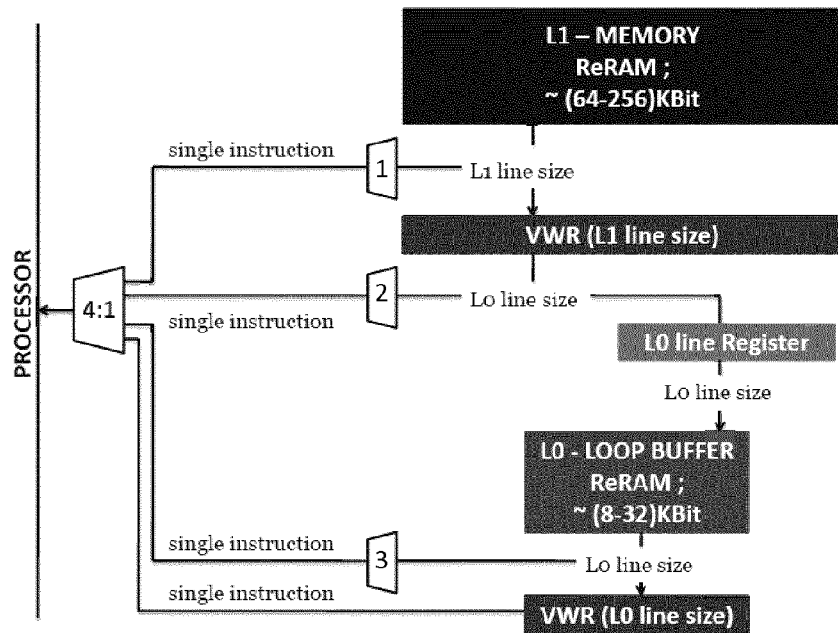 L1 – MEMORY
ReRAM ;
~ (64-256)KBit
single instruction
1
L1 line size
VWR (L1 line size)
PROCESSOR
4:1
2
L0 line size
single instruction
L0 line Register
L0 line size
L0 - LOOP BUFFER
ReRAM ;
~ (8-32)KBit
single instruction
3
L0 line size
single instruction
VWR (L0 line size)